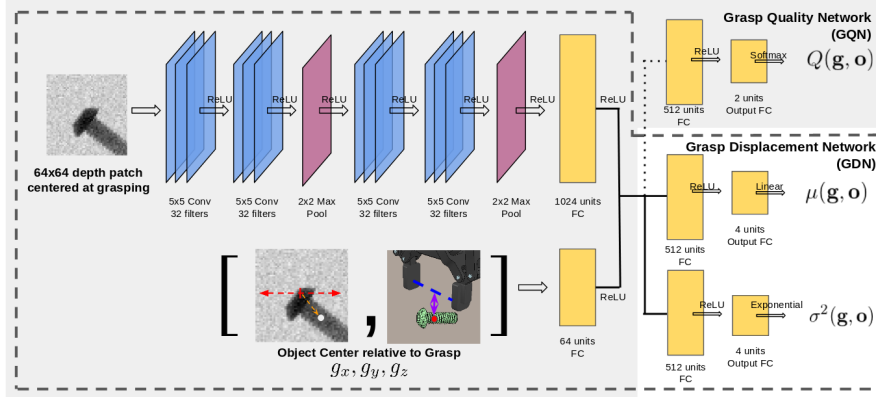 Grasp Quality Network
(GQN)
ReLU
Softmax
Q(g, o)
512 units
FC
2 units
Output FC
64x64 depth patch
centered at grasping
ReLU
ReLU
ReLU
ReLU
ReLU
ReLU
5x5 Conv
32 filters
5x5 Conv
32 filters
2x2 Max
Pool
5x5 Conv
32 filters
5x5 Conv
32 filters
2x2 Max
Pool
1024 units
FC
ReLU
Grasp Displacement Network
(GDN)
ReLU
Linear
μ(g, o)
512 units
FC
4 units
Output FC
[ , ]
Object Center relative to Grasp
g_x, g_y, g_z
64 units
FC
ReLU
ReLU
Exponential
σ²(g, o)
512 units
FC
4 units
Output FC